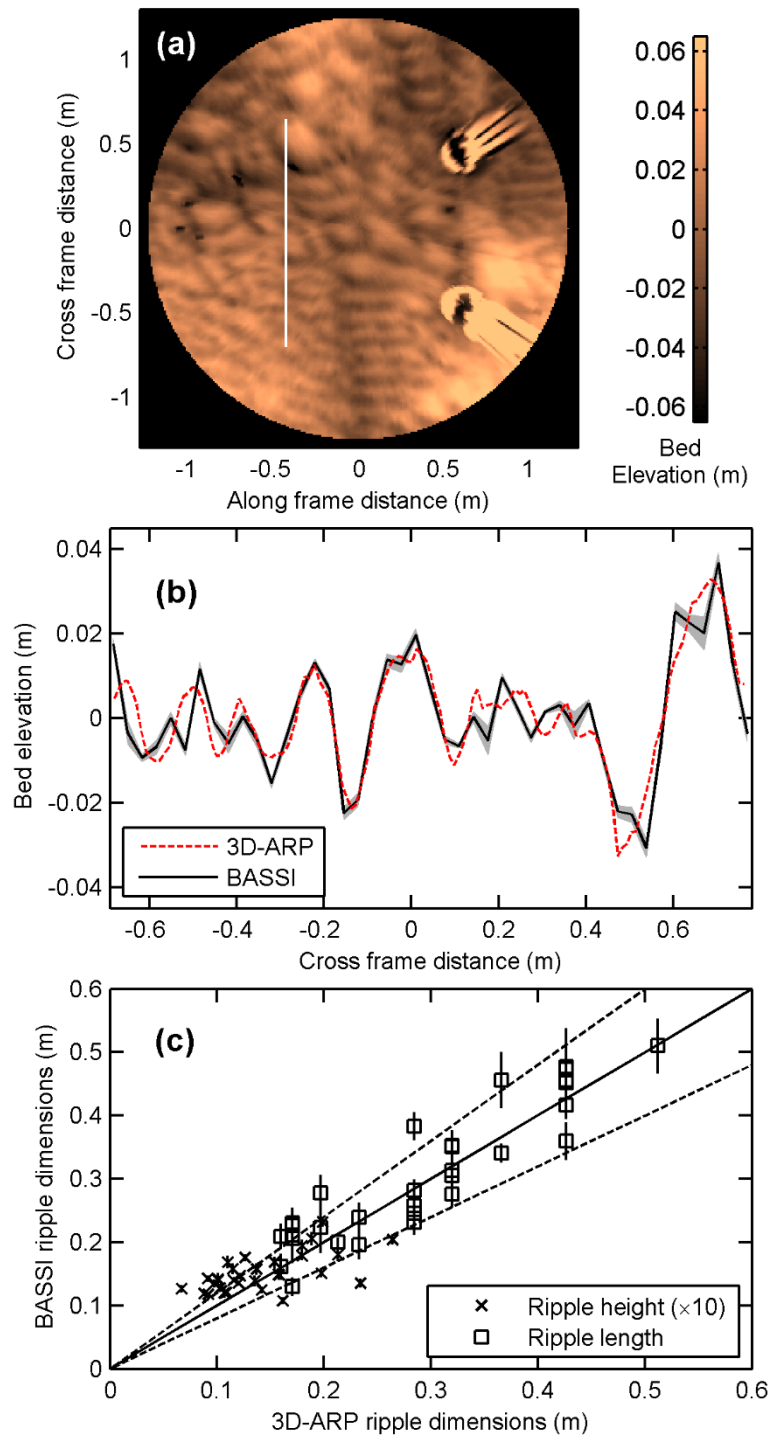 (a)
1
0.5
0
-0.5
-1
Cross frame distance (m)
-1 -0.5 0 0.5 1
Along frame distance (m)
0.06
0.04
0.02
0
-0.02
-0.04
-0.06
Bed
Elevation (m)
(b)
0.04
0.02
0
-0.02
-0.04
Bed elevation (m)
3D-ARP
BASSI
-0.6 -0.4 -0.2 0 0.2 0.4 0.6
Cross frame distance (m)
(c)
0.6
0.5
0.4
0.3
0.2
0.1
0
BASSI ripple dimensions (m)
Ripple height (×10)
Ripple length
0 0.1 0.2 0.3 0.4 0.5 0.6
3D-ARP ripple dimensions (m)